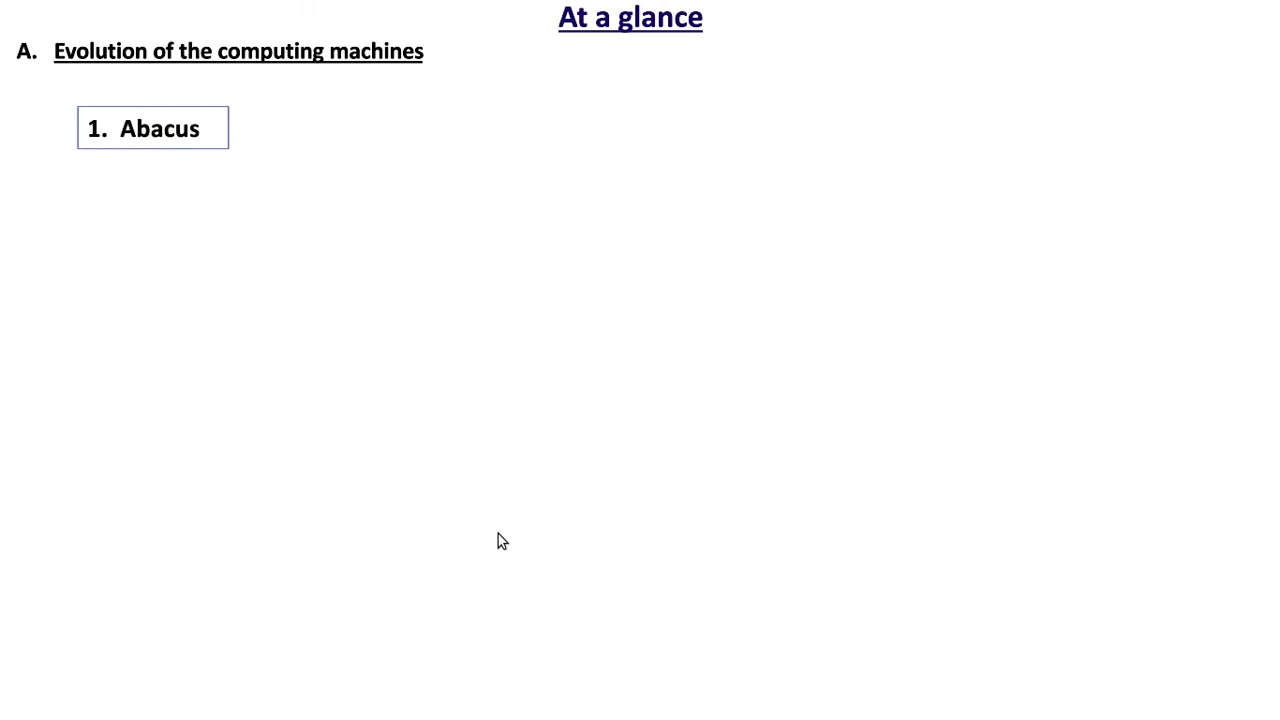 At a glance
A. Evolution of the computing machines
1. Abacus